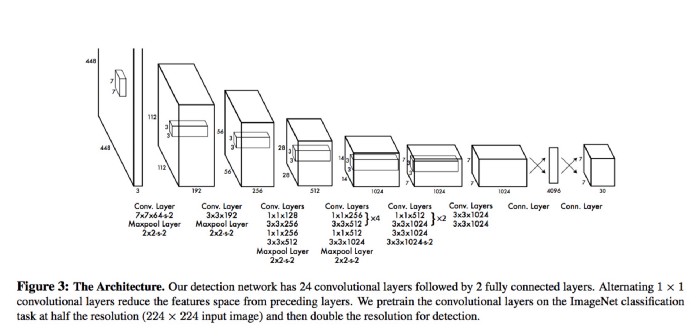 448
448
7
7
3
112
112
3
3
192
56
56
3
3
256
28
28
3
3
512
14
14
3
3
1024
7
7
3
3
1024
7
7
1024
4096
7
7
30
Conv. Layer
7x7x64-s-2
Maxpool Layer
2x2-s-2
Conv. Layer
3x3x192
Maxpool Layer
2x2-s-2
Conv. Layers
1x1x128
3x3x256
1x1x256
3x3x512
Maxpool Layer
2x2-s-2
Conv. Layers
1x1x256
3x3x512 } x4
1x1x512
3x3x1024
Maxpool Layer
2x2-s-2
Conv. Layers
1x1x512
3x3x1024 } x2
3x3x1024
3x3x1024-s-2
Conv. Layers
3x3x1024
3x3x1024
Conn. Layer
Conn. Layer
Figure 3: The Architecture. Our detection network has 24 convolutional layers followed by 2 fully connected layers. Alternating 1 × 1
convolutional layers reduce the features space from preceding layers. We pretrain the convolutional layers on the ImageNet classification
task at half the resolution (224 × 224 input image) and then double the resolution for detection.